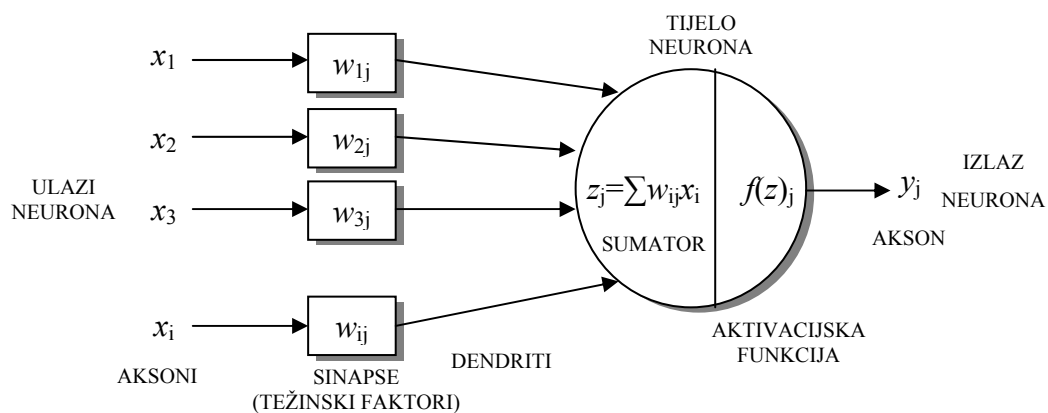 TIJELO
NEURONA
x1
w1j
x2
w2j
ULAZI
NEURONA
x3
w3j
zj=∑wijxi
SUMATOR
f(z)j
yj
IZLAZ
NEURONA
AKSON
xi
wij
AKSONI
SINAPSE
(TEŽINSKI FAKTORI)
DENDRITI
AKTIVACIJSKA
FUNKCIJA